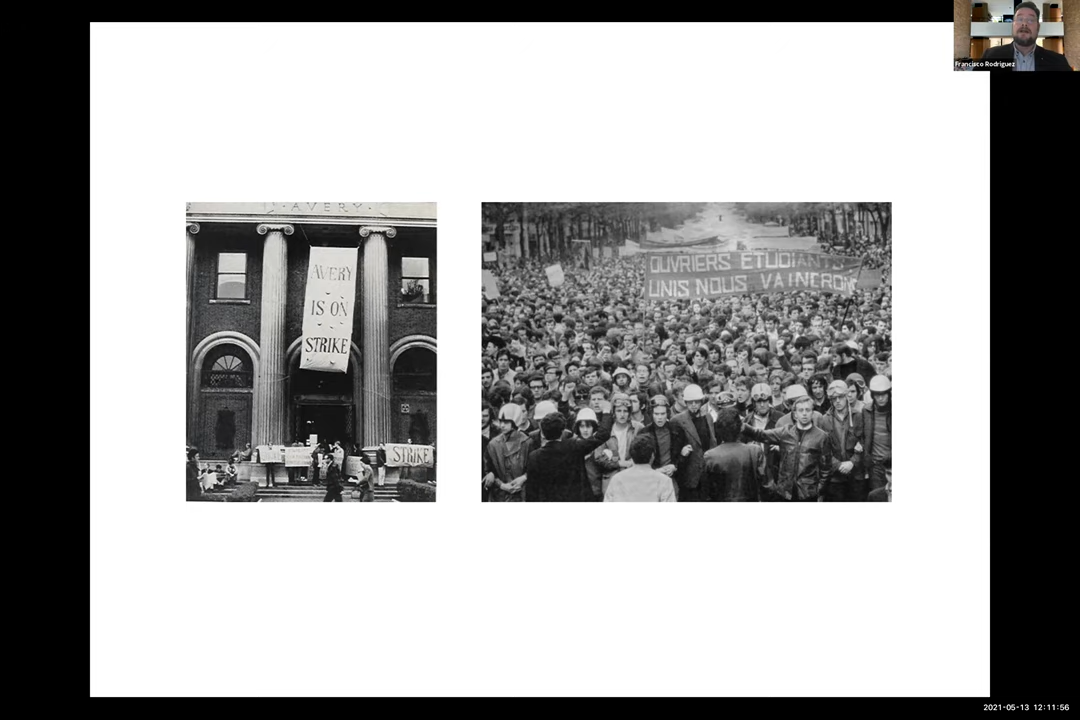 Francisco Rodriguez
· AVERY ·
AVERY
IS ON
STRIKE
STRIKE
OUVRIERS ETUDIANTS
UNIS NOUS VAINCRONS
2021-05-13 12:11:56